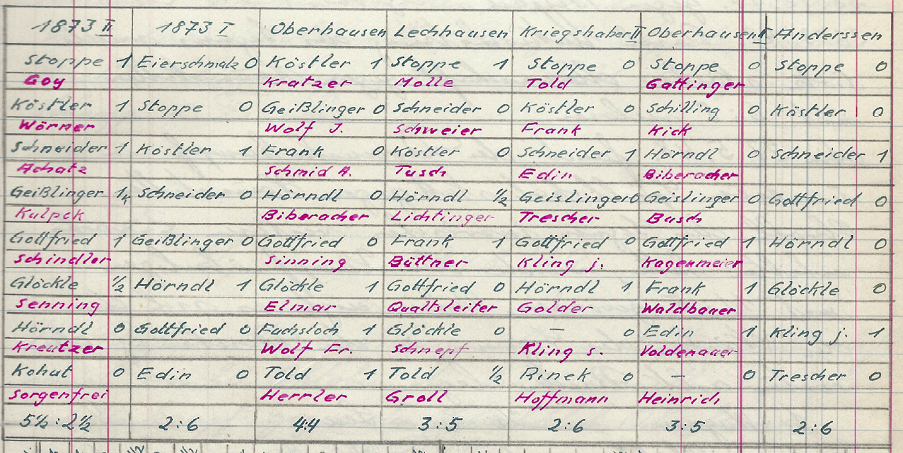 1873 II 1873 I Oberhausen Lechhausen Kriegshaber II Oberhausen II Anderssen
Stoppe 1 Eierschmalz 0 Köstler 1 Stoppe 1 Stoppe 0 Stoppe 0 Stoppe 0
Goy Kratzer Molle Told Gattinger
Köstler 1 Stoppe 0 Geißlinger 0 Schneider 0 Köstler 0 Schilling 0 Köstler 0
Wörner Wolf J. Schweier Frank Kick
Schneider 1 Köstler 1 Frank 0 Köstler 0 Schneider 1 Hörndl 0 Schneider 1
Achatz Schmid A. Tusch Edin Biberacher
Geißlinger Schneider 0 Hörndl 0 Hörndl ½ Geislinger 0 Geislinger 0 Gottfried 0
Kulpek Biberacher Lichtinger Trescher Busch
Gottfried 1 Geißlinger 0 Gottfried 0 Frank 1 Gottfried 0 Gottfried 1 Hörndl 0
Schindler Sinning Büttner Kling j. Kagenmeier
Glöckle ½ Hörndl 1 Glöckle 1 Gottfried 0 Hörndl 1 Frank 1 Glöckle 0
Senning Elmar Qualtsleiter Golder Waldbauer
Hörndl 0 Gottfried 0 Fuchsloch 1 Glöckle 0 — 0 Edin 1 Kling j. 1
Kreutzer Wolf Fr. Schnepf Kling s. Voldenauer
Kohut 0 Edin 0 Told 1 Told ½ Rinek 0 — 0 Trescher 0
Sorgenfrei Herrler Groll Hoffmann Heinrich
5½:2½ 2:6 4:4 3:5 2:6 3:5 2:6